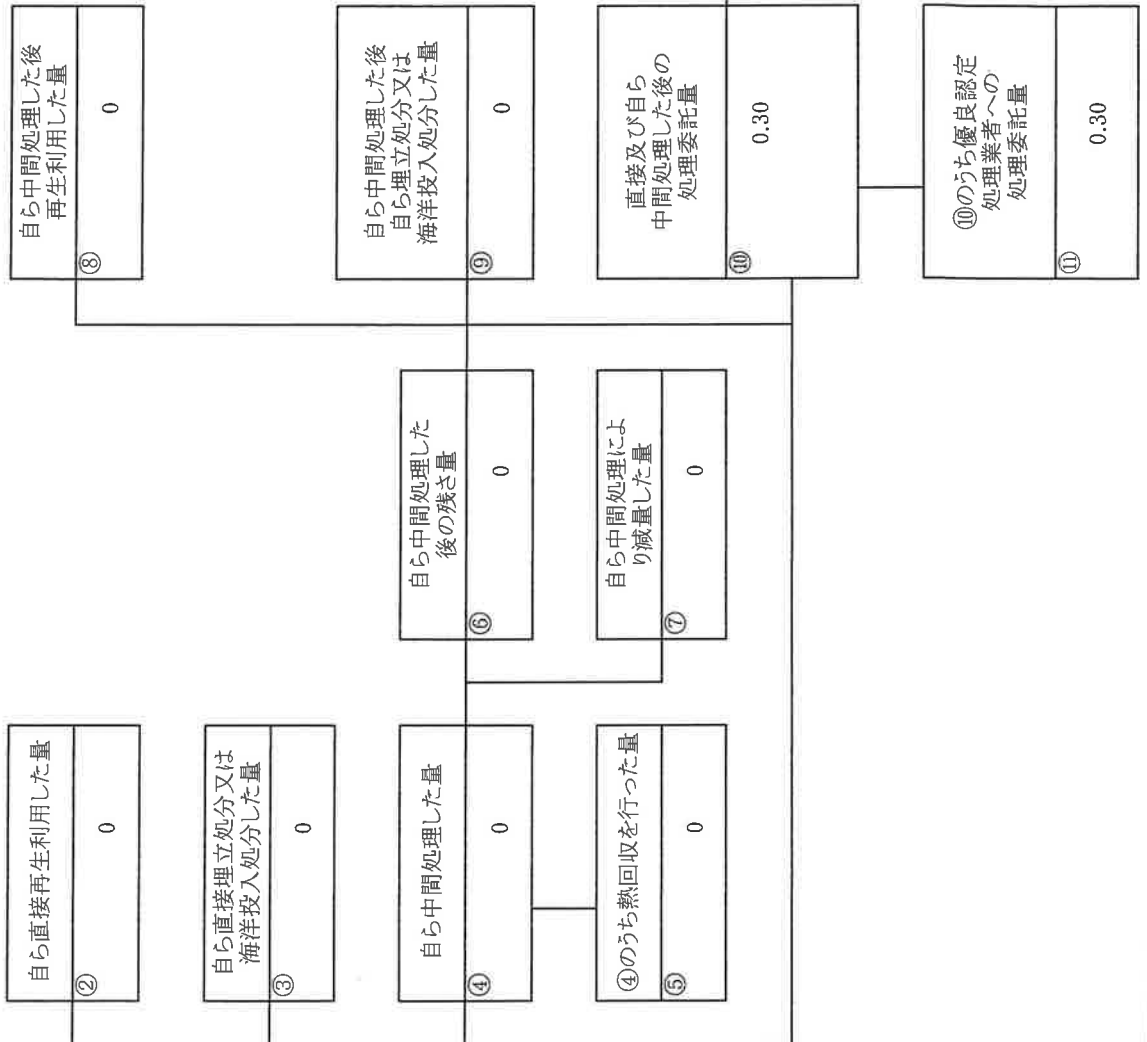 自ら直接再生利用した量
②
0
自ら直接埋立処分又は
海洋投入処分した量
③
0
自ら中間処理した量
④
0
④のうち熱回収を行った量
⑤
0
自ら中間処理した
後の残さ量
⑥
0
自ら中間処理によ
り減量した量
⑦
0
自ら中間処理した後
再生利用した量
⑧
0
自ら中間処理した後
自ら埋立処分又は
海洋投入処分した量
⑨
0
直接及び自ら
中間処理した後の
処理委託量
⑩
0.30
⑩のうち優良認定
処理業者への
処理委託量
⑪
0.30